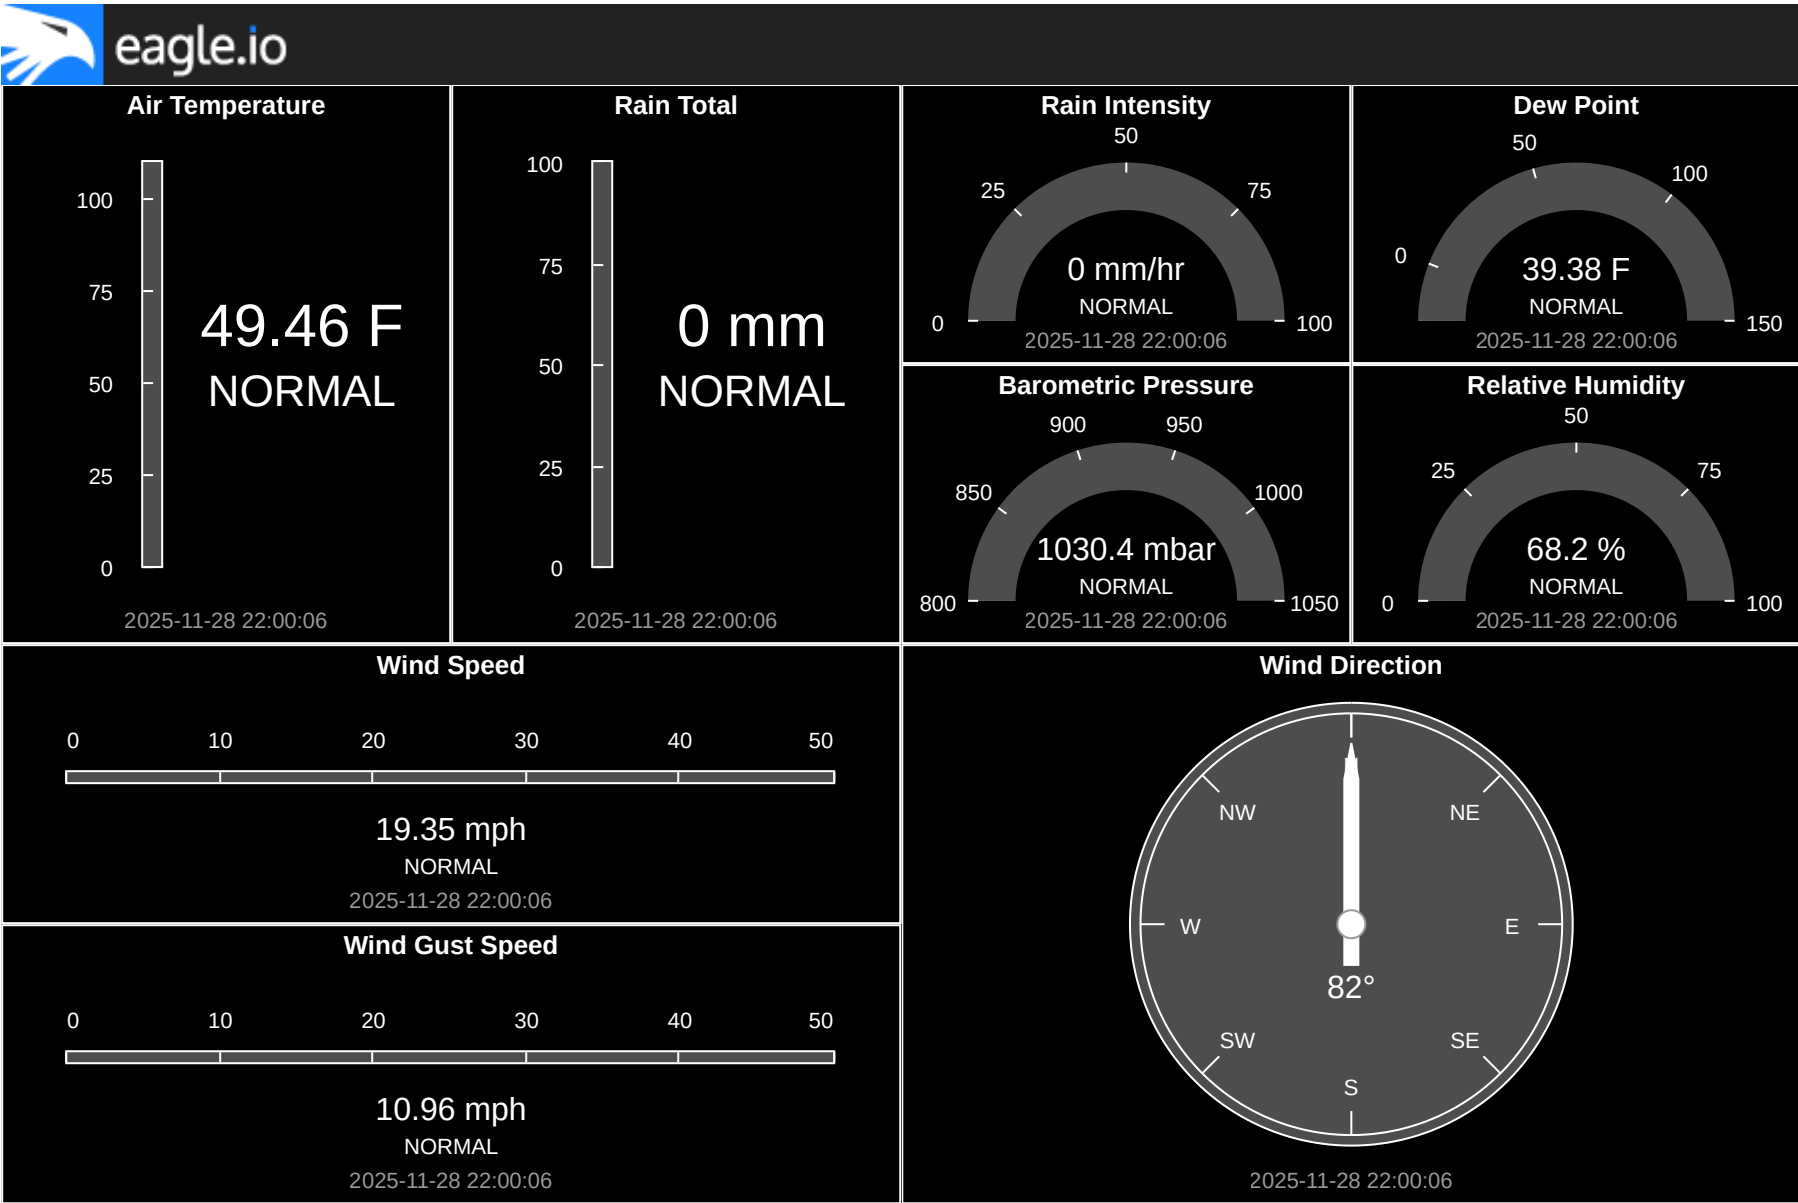 eagle.io
Air Temperature
100
75
50
25
0
49.46 F
NORMAL
2025-11-28 22:00:06
Rain Total
100
75
50
25
0
0 mm
NORMAL
2025-11-28 22:00:06
Rain Intensity
0
25
50
75
100
0 mm/hr
NORMAL
2025-11-28 22:00:06
Dew Point
0
50
100
150
39.38 F
NORMAL
2025-11-28 22:00:06
Barometric Pressure
800
850
900
950
1000
1050
1030.4 mbar
NORMAL
2025-11-28 22:00:06
Relative Humidity
0
25
50
75
100
68.2 %
NORMAL
2025-11-28 22:00:06
Wind Speed
0 10 20 30 40 50
19.35 mph
NORMAL
2025-11-28 22:00:06
Wind Gust Speed
0 10 20 30 40 50
10.96 mph
NORMAL
2025-11-28 22:00:06
Wind Direction
NW NE
W E
82°
SW SE
S
2025-11-28 22:00:06